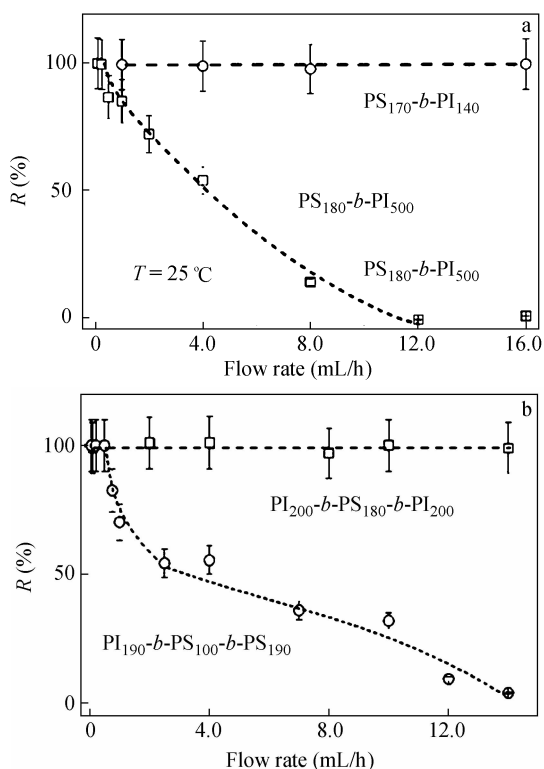 a
100
50
0
R (%)
PS170-b-PI140
PS180-b-PI500
PS180-b-PI500
T = 25 ℃
0 4.0 8.0 12.0 16.0
Flow rate (mL/h)
b
100
50
0
R (%)
PI200-b-PS180-b-PI200
PI190-b-PS100-b-PS190
0 4.0 8.0 12.0
Flow rate (mL/h)